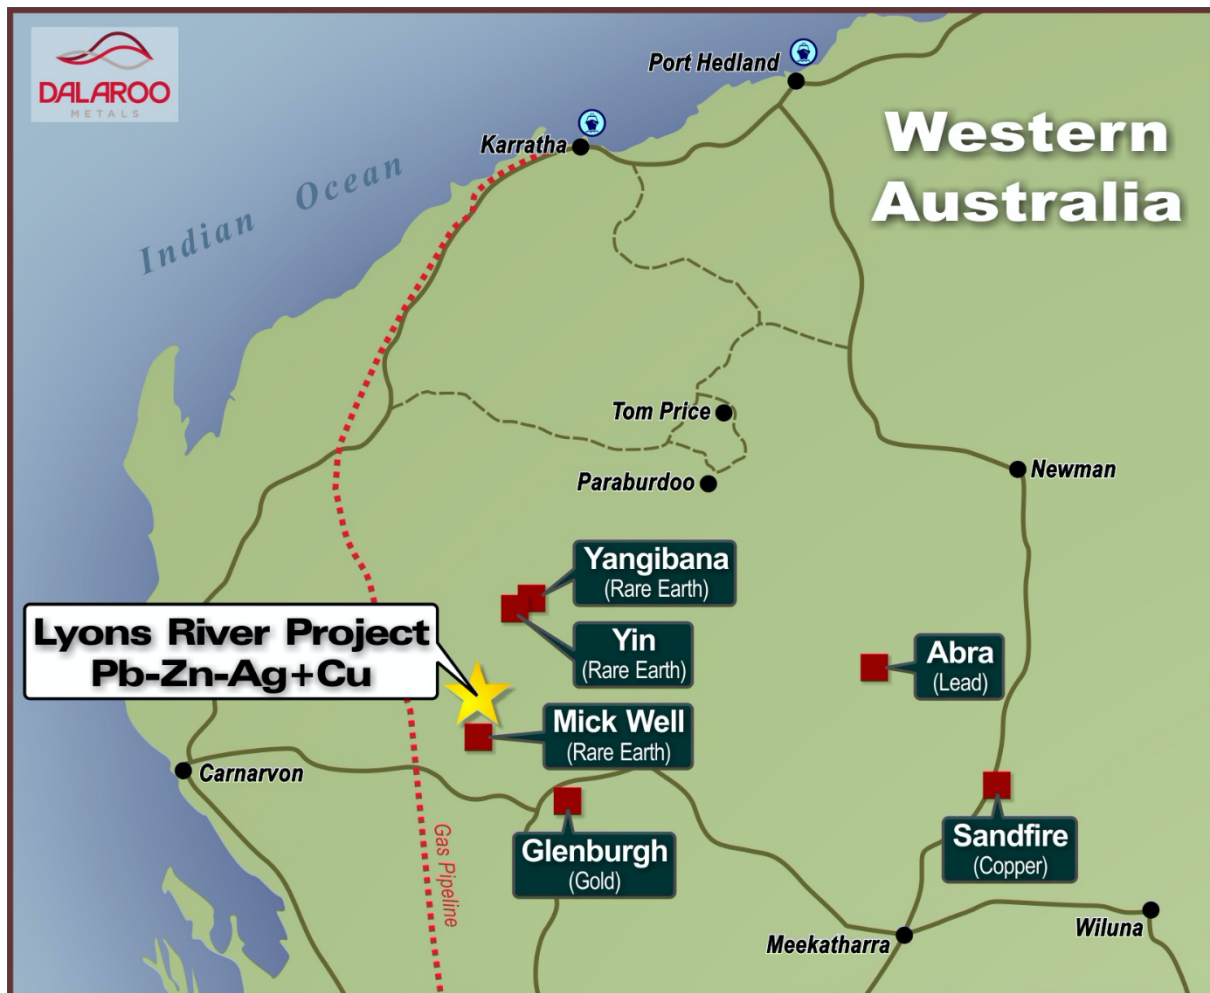 DALAROO
METALS
Port Hedland
Western
Australia
Karratha
Indian Ocean
Tom Price
Newman
Paraburdoo
Yangibana
(Rare Earth)
Lyons River Project
Pb-Zn-Ag+Cu
Yin
(Rare Earth)
Abra
(Lead)
Mick Well
(Rare Earth)
Carnarvon
Gas Pipeline
Glenburgh
(Gold)
Sandfire
(Copper)
Wiluna
Meekatharra